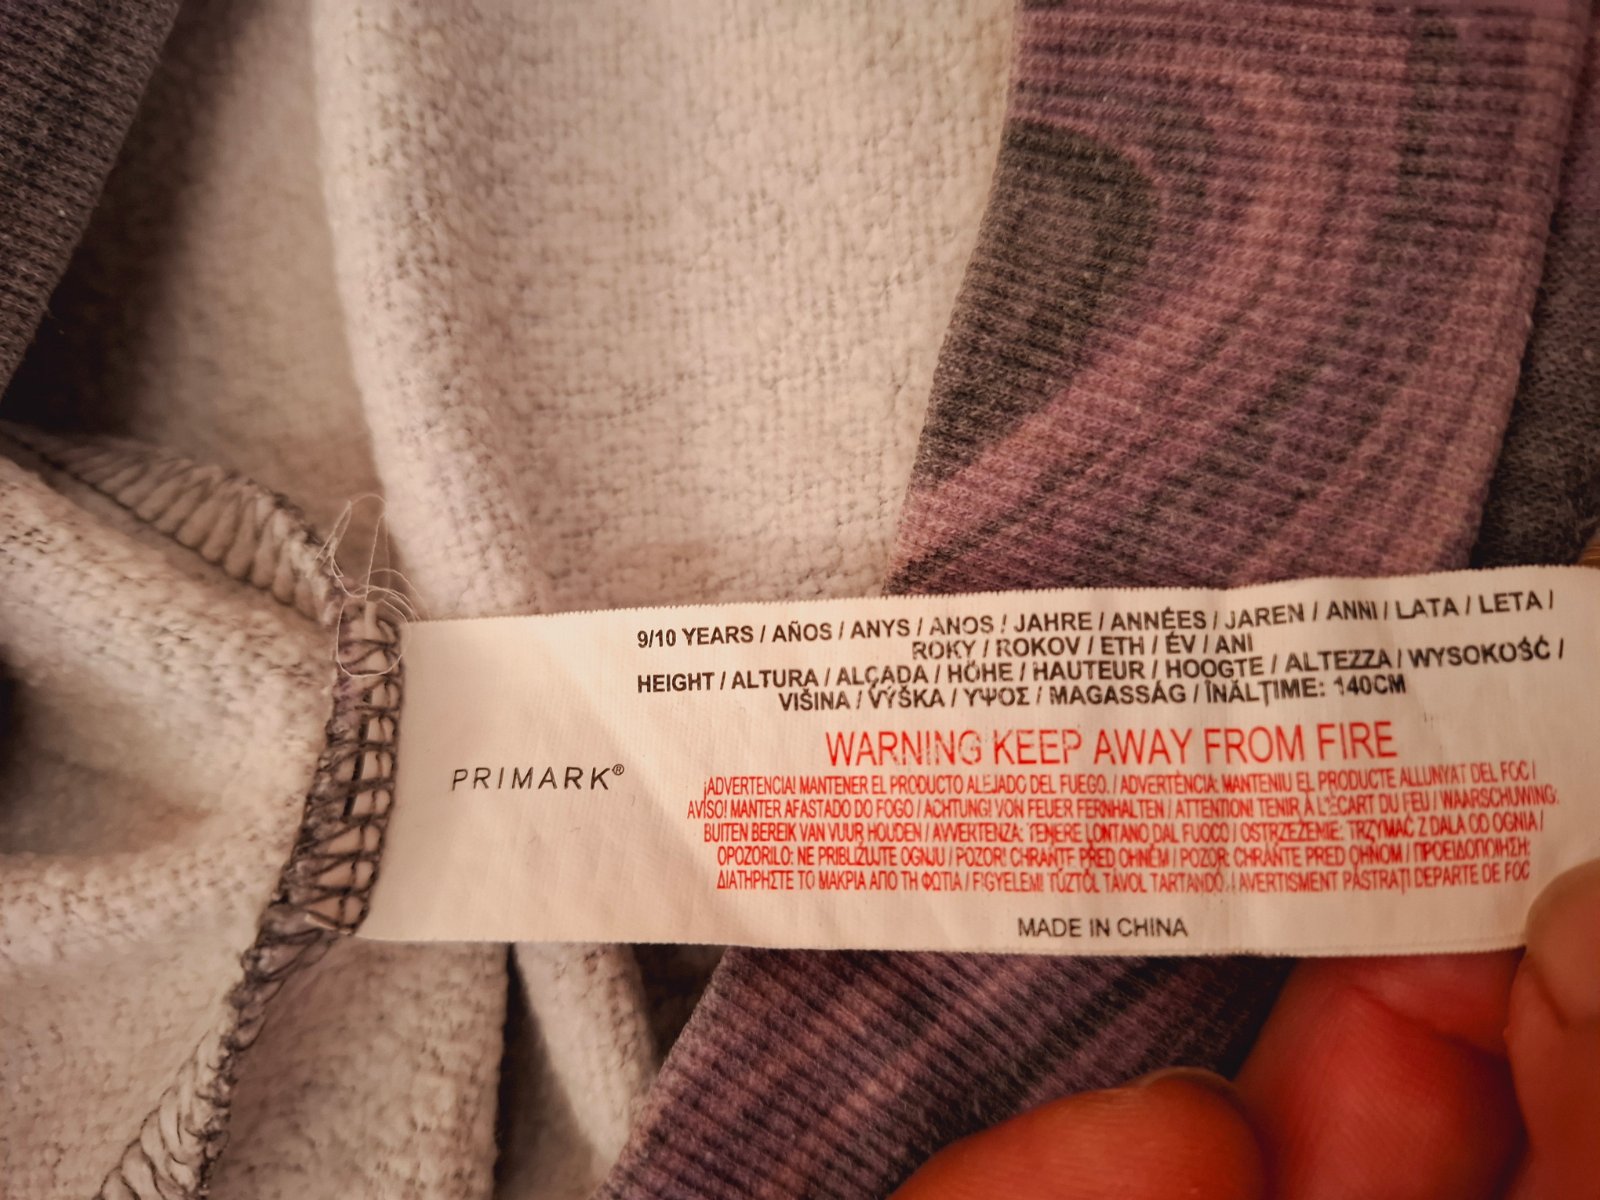 9/10 YEARS / AÑOS / ANYS / ANOS / JAHRE / ANNÉES / JAREN / ANNI / LATA / LETA /
ROKY / ROKOV / ETH / ÉV / ANI
HEIGHT / ALTURA / ALÇADA / HÖHE / HAUTEUR / HOOGTE / ALTEZZA / WYSOKOŚĆ /
VIŠINA / VÝŠKA / ΥΨΟΣ / MAGASSÁG / ÎNĂLȚIME: 140CM
WARNING KEEP AWAY FROM FIRE
¡ADVERTENCIA! MANTENER EL PRODUCTO ALEJADO DEL FUEGO. / ADVERTÈNCIA: MANTENIU EL PRODUCTE ALLUNYAT DEL FOC /
AVISO! MANTER AFASTADO DO FOGO / ACHTUNG! VON FEUER FERNHALTEN / ATTENTION! TENIR À L'ÉCART DU FEU / WAARSCHUWING:
BUITEN BEREIK VAN VUUR HOUDEN / AVVERTENZA: TENERE LONTANO DAL FUOCO / OSTRZEŻENIE: TRZYMAĆ Z DALA OD OGNIA /
OPOZORILO: NE PRIBLIŽUJTE OGNJU / POZOR! CHRAŇTE PŘED OHNĚM / POZOR: CHRÁŇTE PRED OHŇOM / ΠΡΟΕΙΔΟΠΟΙΗΣΗ:
ΔΙΑΤΗΡΗΣΤΕ ΤΟ ΜΑΚΡΙΑ ΑΠΟ ΤΗ ΦΩΤΙΑ / FIGYELEM! TŰZTŐL TÁVOL TARTANDÓ. / AVERTISMENT PĂSTRAȚI DEPARTE DE FOC
PRIMARK®
MADE IN CHINA